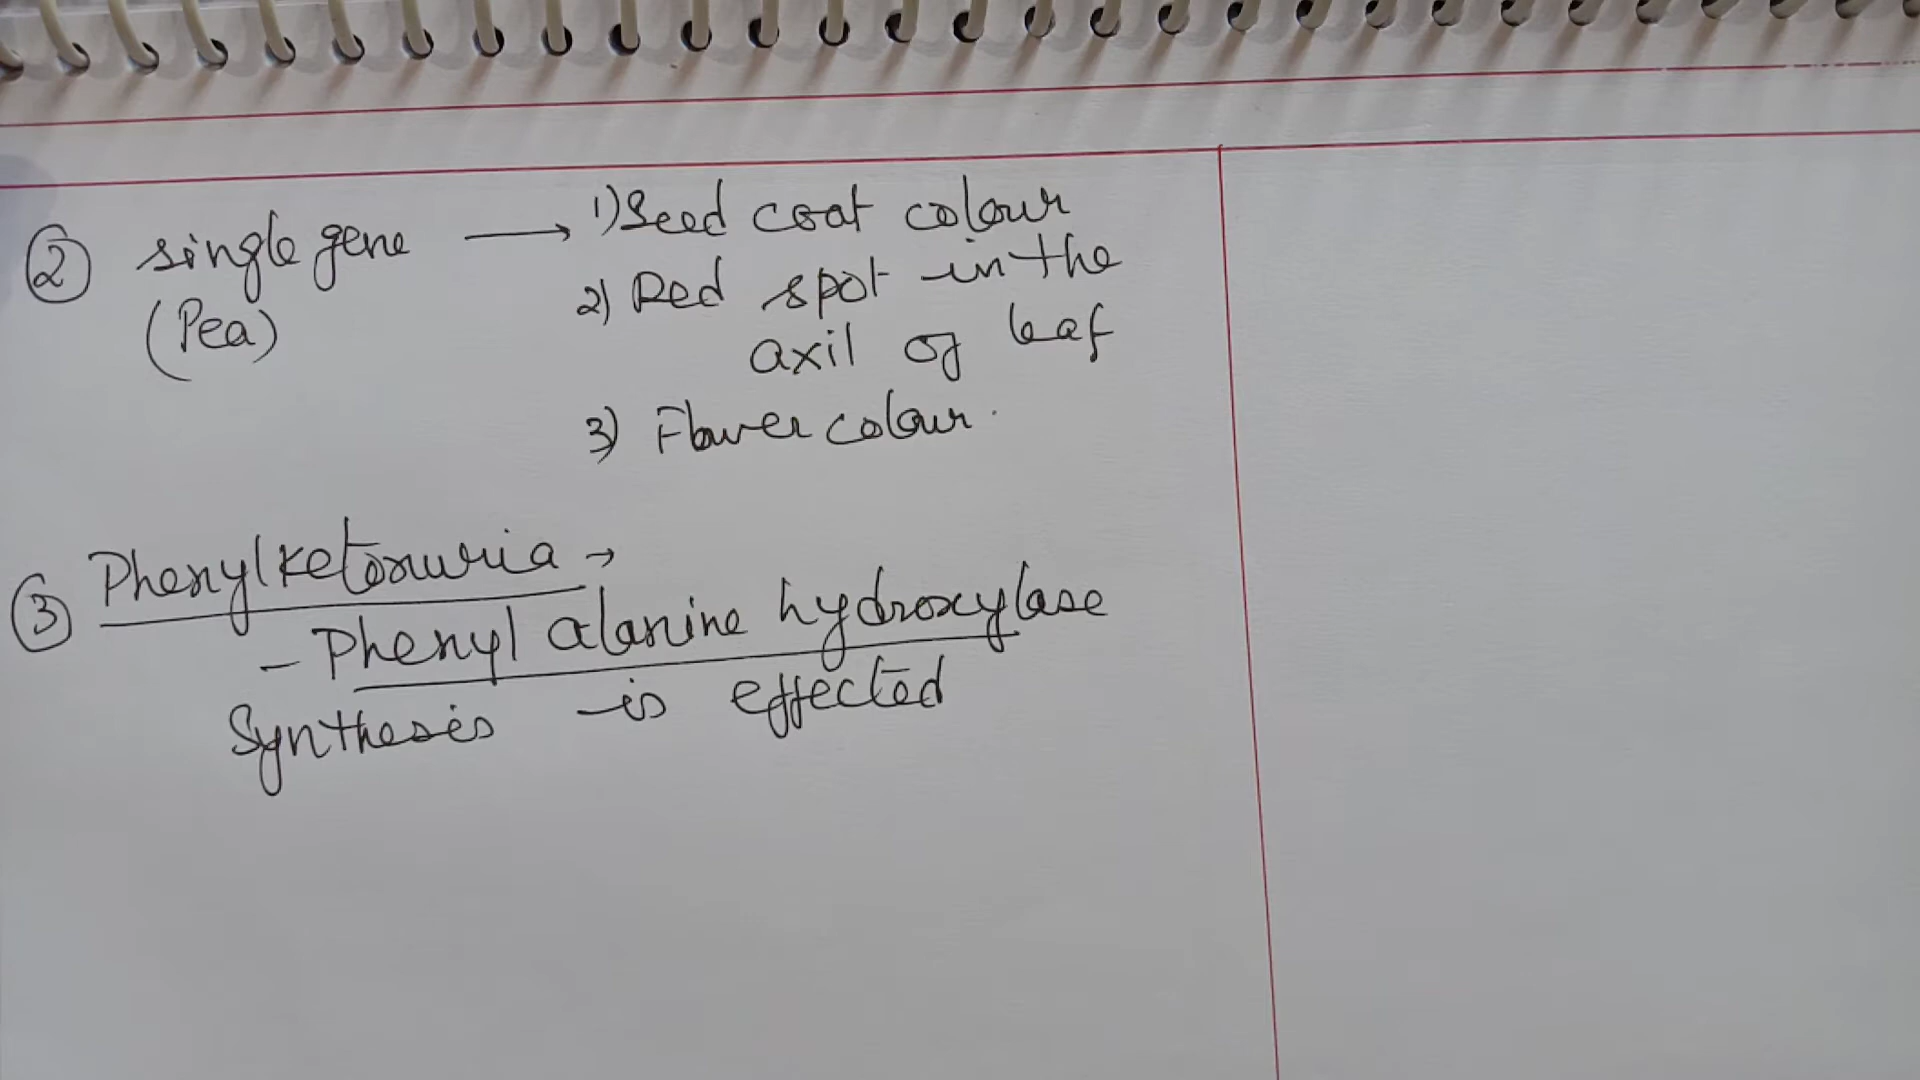 ② single gene → 1) Seed coat colour
(Pea)
2) Red spot in the
axil of leaf
3) Flower colour.
③ Phenylketonuria →
- Phenyl alanine hydroxylase
Synthesis is effected